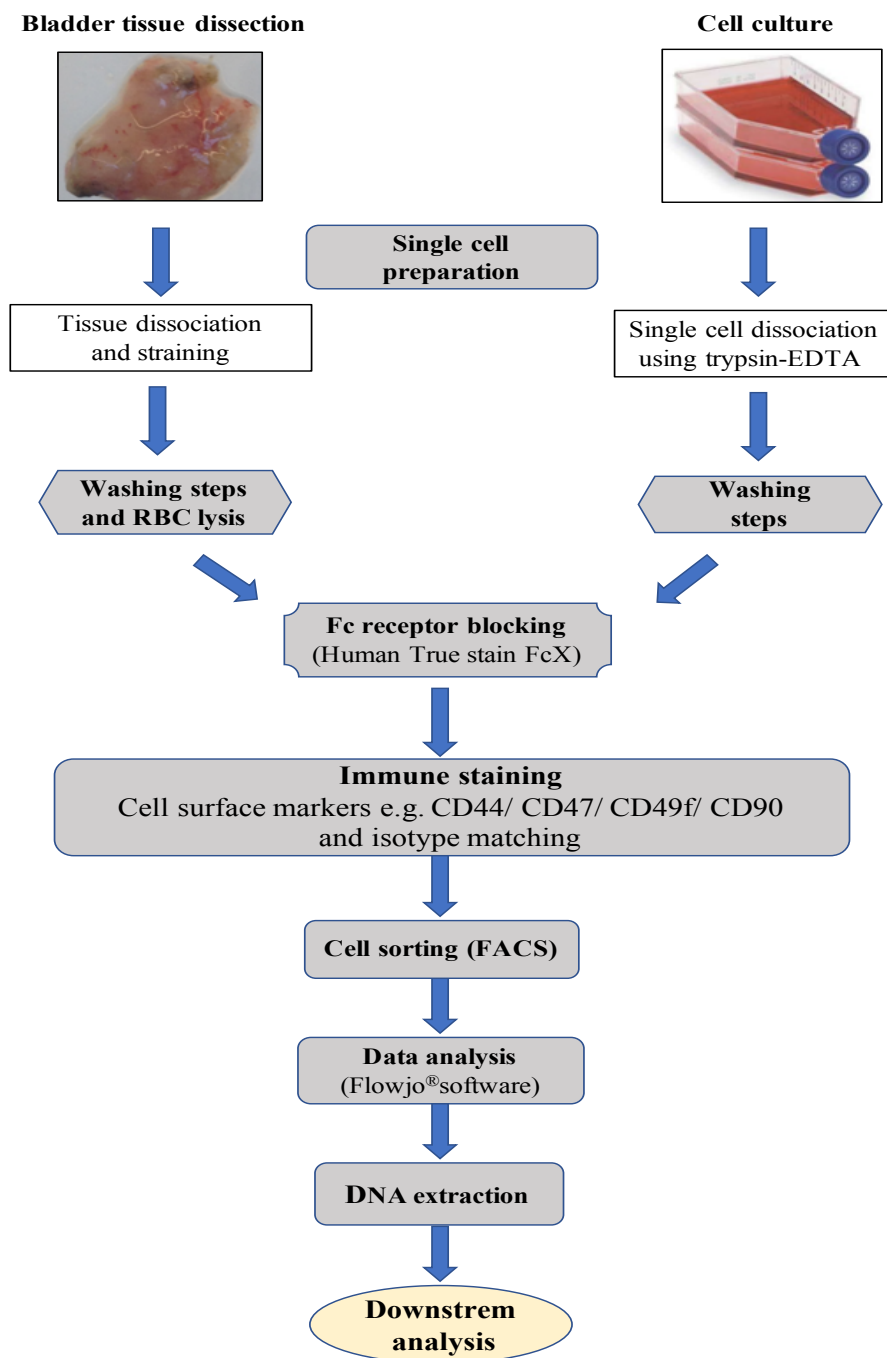 Bladder tissue dissection
Cell culture
Single cell
preparation
Tissue dissociation
and straining
Single cell dissociation
using trypsin-EDTA
Washing steps
and RBC lysis
Washing
steps
Fc receptor blocking
(Human True stain FcX)
Immune staining
Cell surface markers e.g. CD44/ CD47/ CD49f/ CD90
and isotype matching
Cell sorting (FACS)
Data analysis
(Flowjo®software)
DNA extraction
Downstrem
analysis